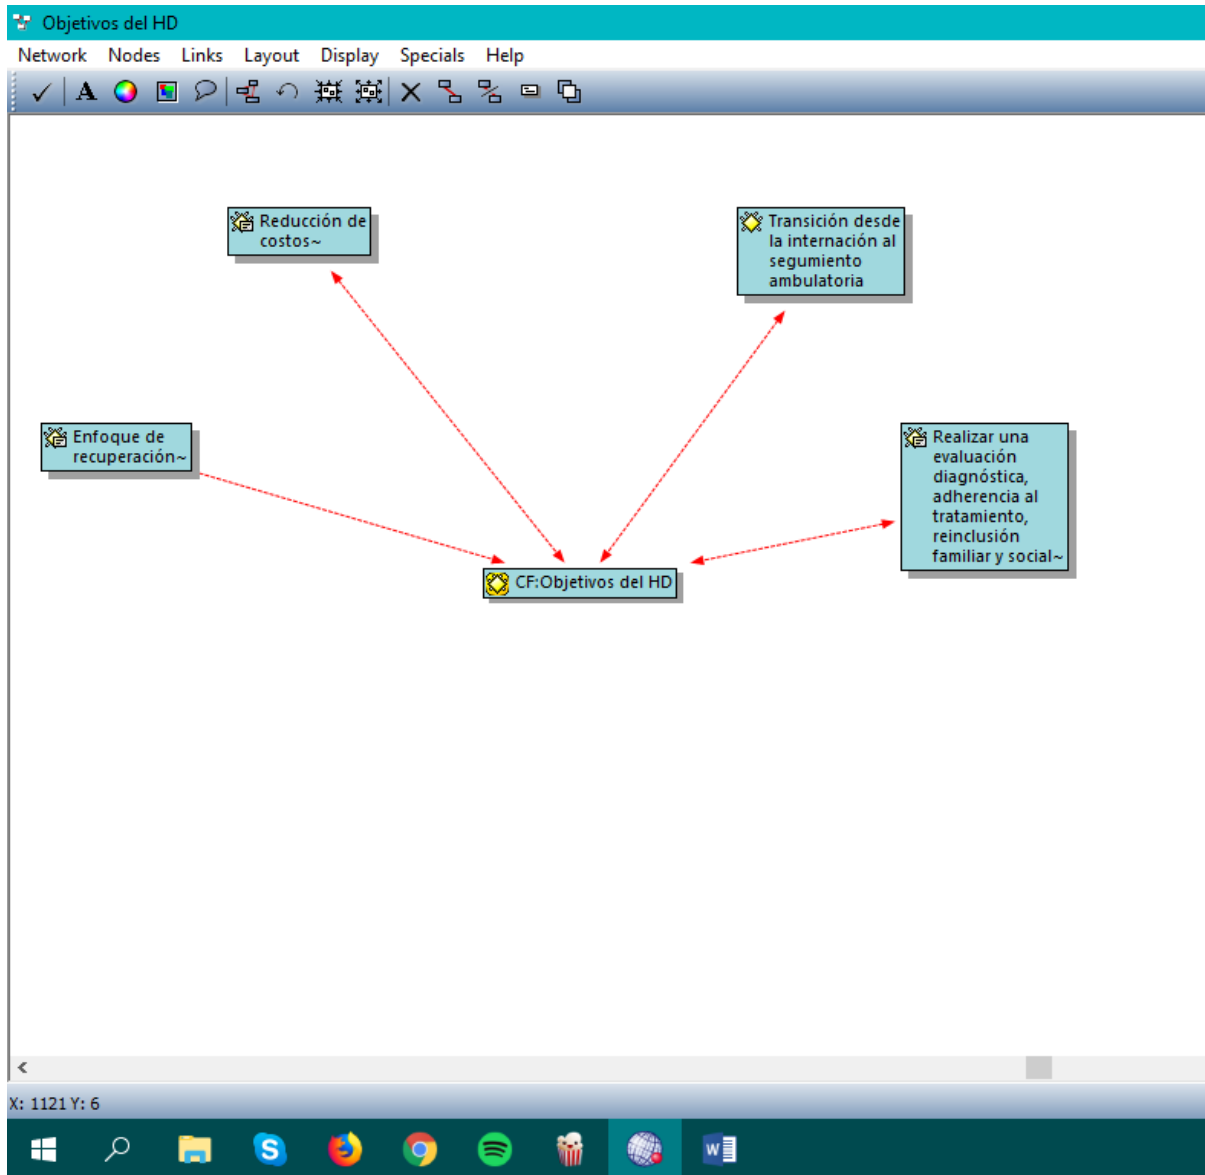 Objetivos del HD
Network Nodes Links Layout Display Specials Help
A
Reducción de
costos~
Transición desde
la internación al
segumiento
ambulatoria
Enfoque de
recuperación~
Realizar una
evaluación
diagnóstica,
adherencia al
tratamiento,
reinclusión
familiar y social~
CF:Objetivos del HD
X: 1121 Y: 6